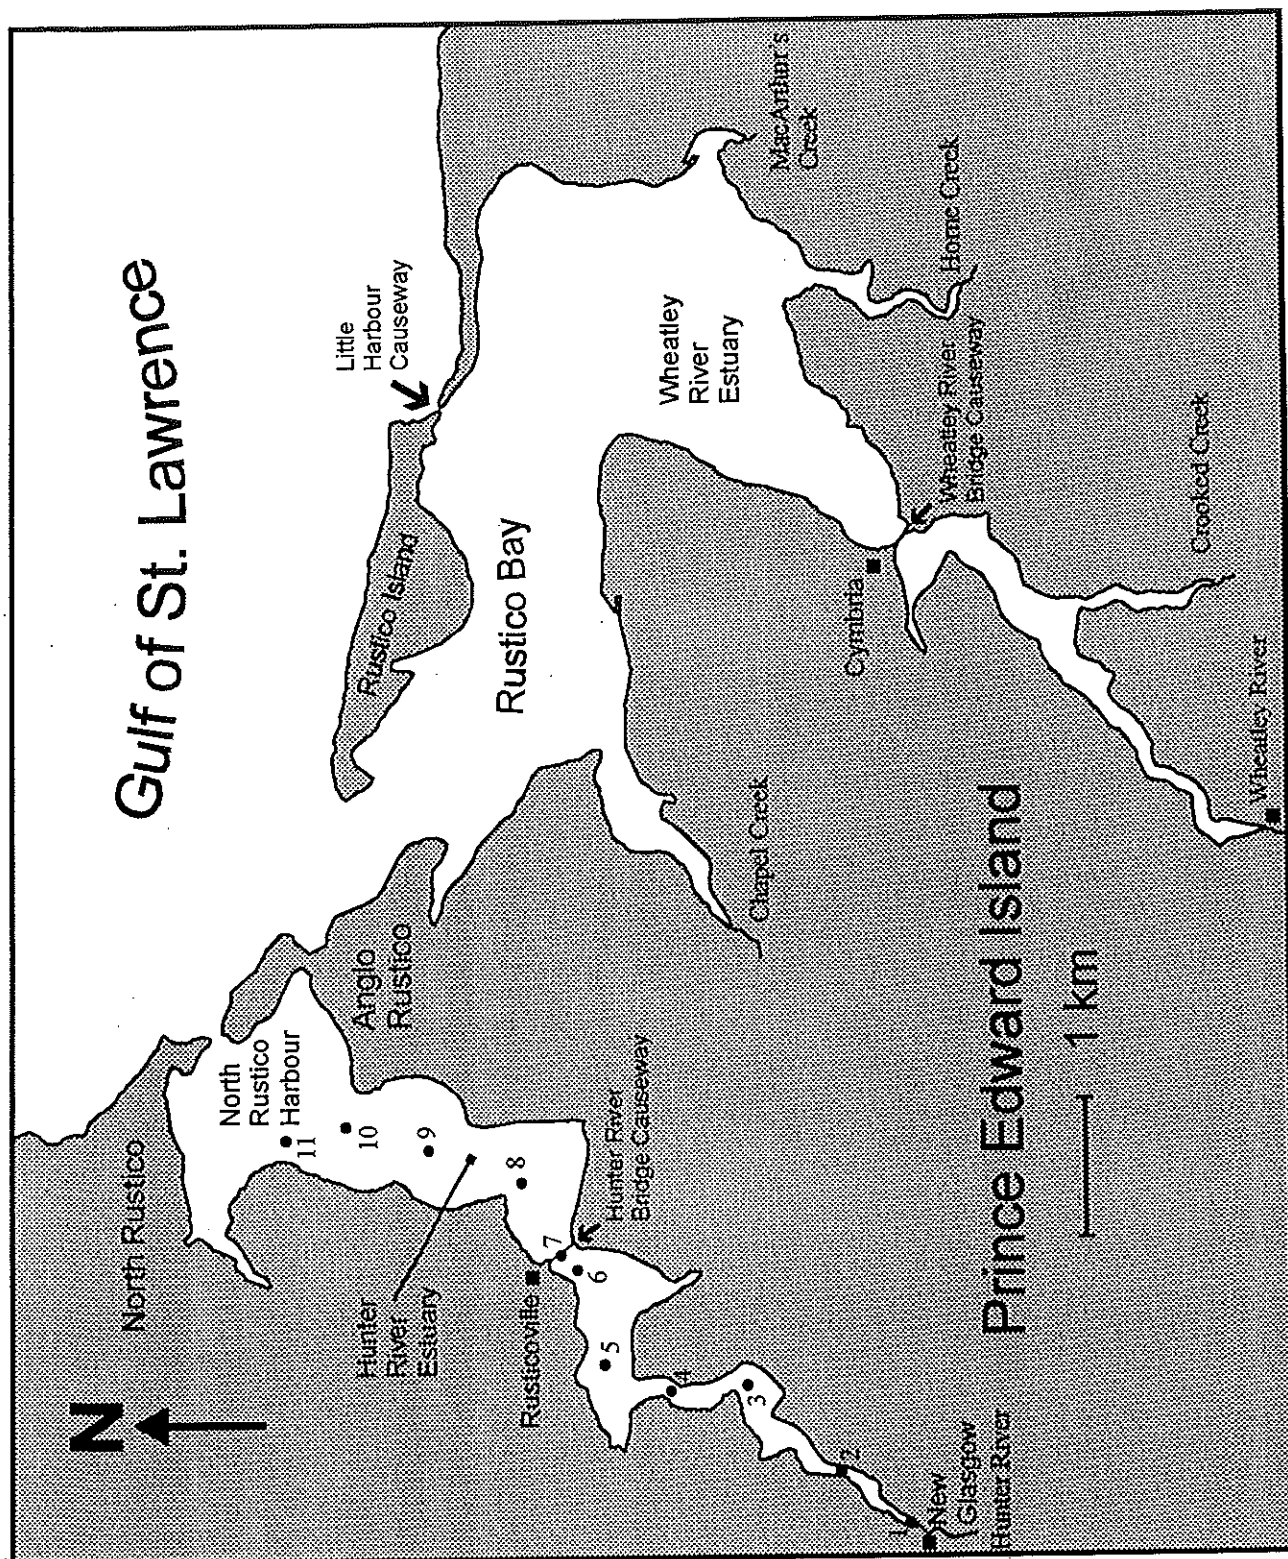 Gulf of St. Lawrence
N
North Rustico
North
Rustico
Harbour
11
10
9
8
7
6
5
4
3
2
1
Anglo
Rustico
Rustico Island
Little
Harbour
Causeway
Rustico Bay
Hunter
River
Estuary
Rusticoville
Hunter River
Bridge Causeway
Wheatley
River
Estuary
MacArthur's
Creek
Home Creek
Wheatley River
Bridge Causeway
Cymbria
Chapel Creek
Crooked Creek
Wheatley River
New
Glasgow
Hunter River
Prince Edward Island
1 km